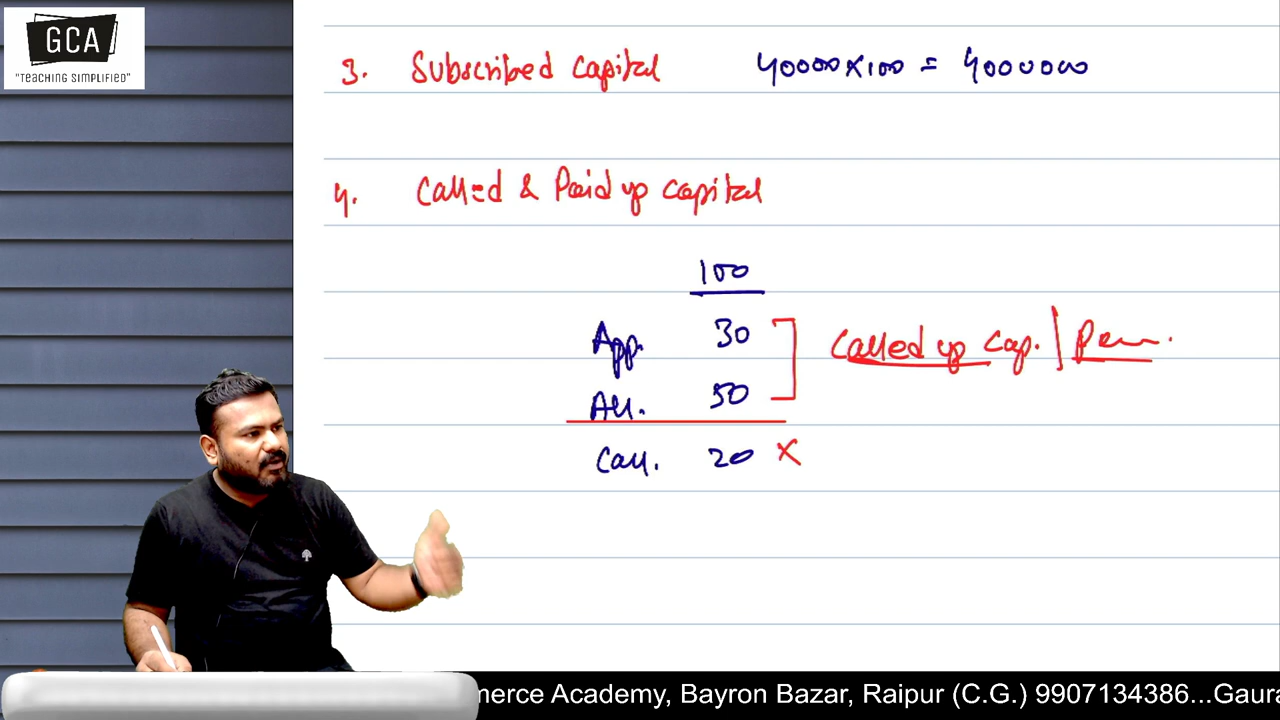 GCA
"TEACHING SIMPLIFIED"
3. Subscribed Capital 40000x100 = 4000000
4. Called & Paid up Capital
100
App. 30
Called up Cap. |
All. 50
Call. 20 x
merce Academy, Bayron Bazar, Raipur (C.G.) 9907134386...Gaura